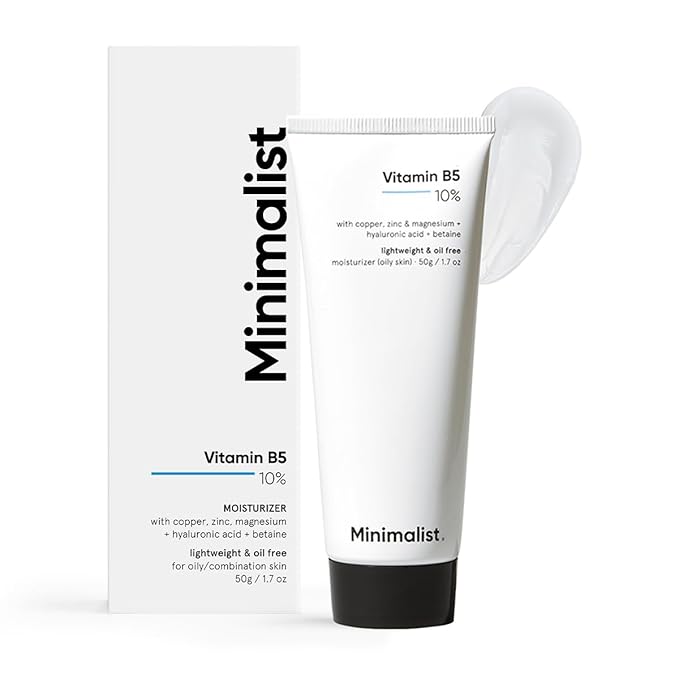 Minimalist
Vitamin B5
10%
MOISTURIZER
with copper, zinc, magnesium
+ hyaluronic acid + betaine
lightweight & oil free
for oily/combination skin
50g / 1.7 oz
Vitamin B5
10%
with copper, zinc & magnesium +
hyaluronic acid + betaine
lightweight & oil free
moisturizer (oily skin) · 50g / 1.7 oz
Minimalist.